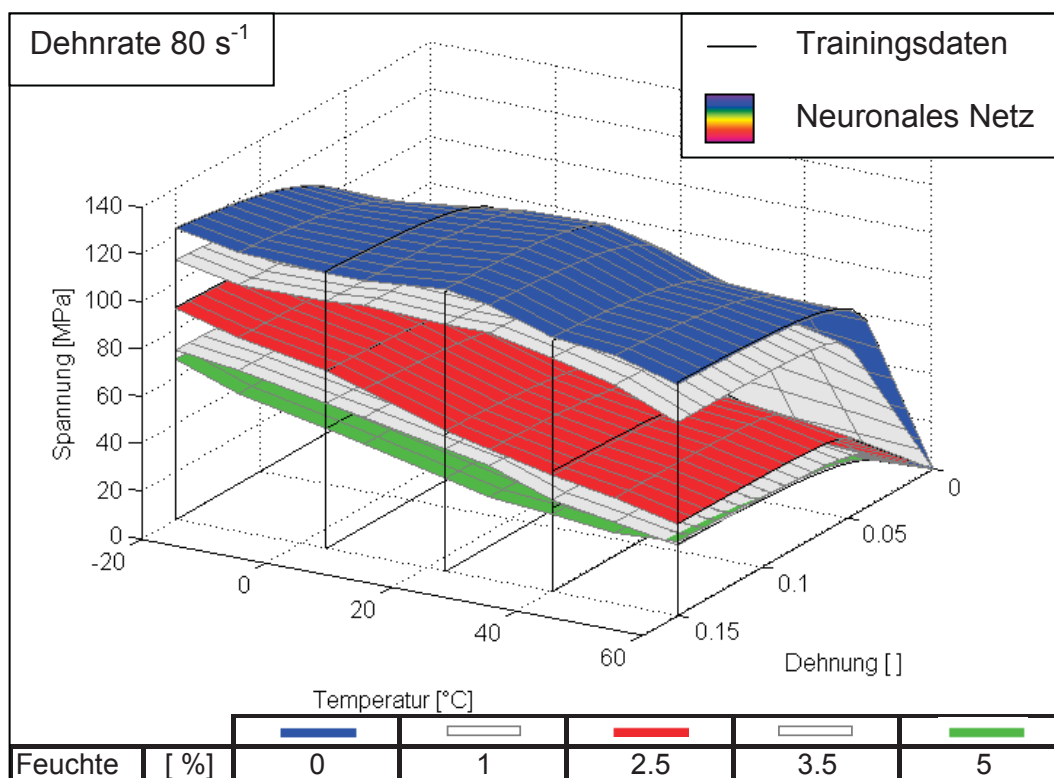 Dehnrate 80 s-1
Trainingsdaten
Neuronales Netz
140
120
100
80
60
40
20
0
Spannung [MPa]
-20
0
20
40
60
Temperatur [°C]
0
0.05
0.1
0.15
Dehnung [ ]
Feuchte [ %] 0 1 2.5 3.5 5